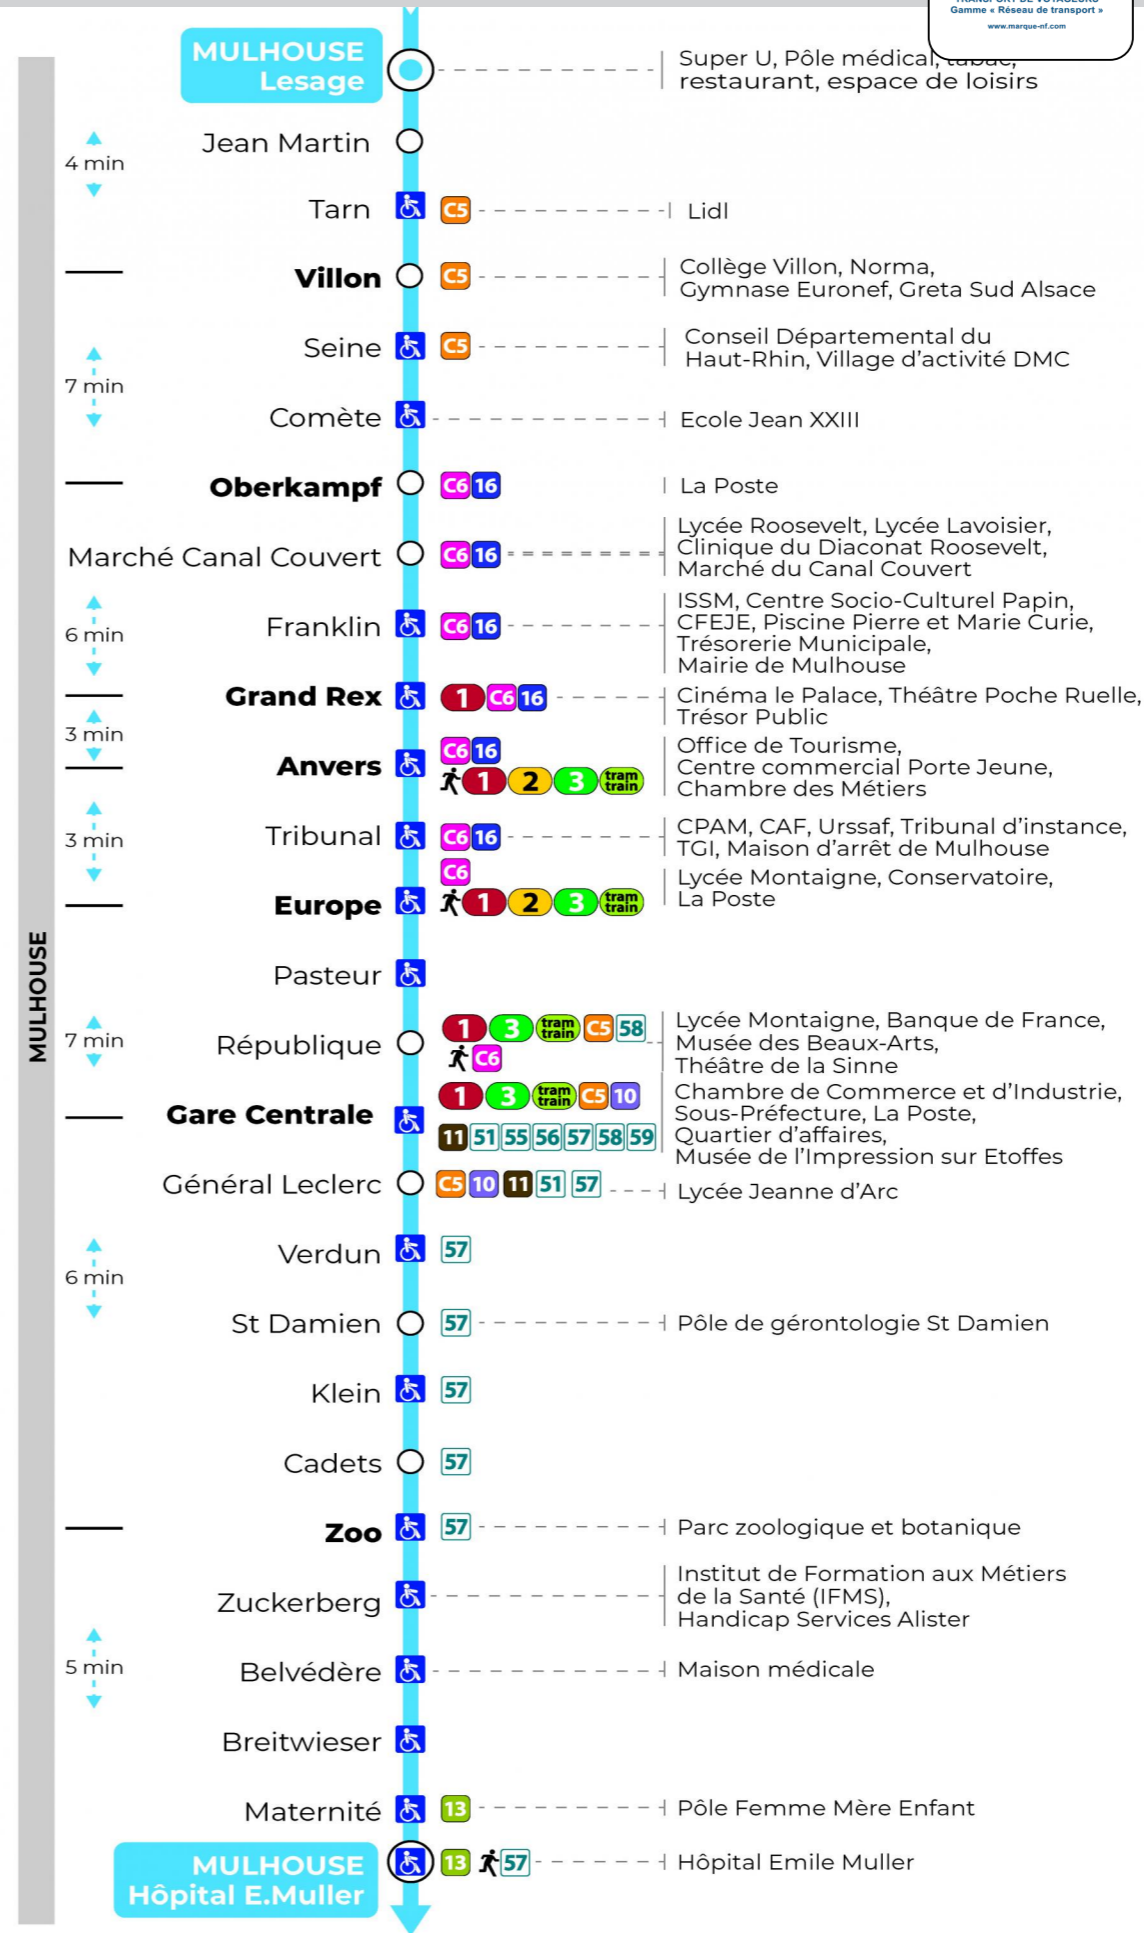 TRANSPORT DE VOYAGEURS
Gamme « Réseau de transport »
www.marque-nf.com
MULHOUSE
Lesage
Super U, Pôle médical, tabac,
restaurant, espace de loisirs
Jean Martin
4 min
Tarn C5 Lidl
Villon C5
Collège Villon, Norma,
Gymnase Euronef, Greta Sud Alsace
Seine C5
Conseil Départemental du
Haut-Rhin, Village d’activité DMC
7 min
Comète Ecole Jean XXIII
Oberkampf C6 16 La Poste
Marché Canal Couvert C6 16
Lycée Roosevelt, Lycée Lavoisier,
Clinique du Diaconat Roosevelt,
Marché du Canal Couvert
6 min
Franklin C6 16
ISSM, Centre Socio-Culturel Papin,
CFEJE, Piscine Pierre et Marie Curie,
Trésorerie Municipale,
Mairie de Mulhouse
Grand Rex 1 C6 16
Cinéma le Palace, Théâtre Poche Ruelle,
Trésor Public
3 min
Anvers
C6 16
1 2 3 tram train
Office de Tourisme,
Centre commercial Porte Jeune,
Chambre des Métiers
3 min
Tribunal C6 16
CPAM, CAF, Urssaf, Tribunal d’instance,
TGI, Maison d’arrêt de Mulhouse
Europe
C6
1 2 3 tram train
Lycée Montaigne, Conservatoire,
La Poste
MULHOUSE
Pasteur
7 min
République
1 3 tram train C5 58
C6
Lycée Montaigne, Banque de France,
Musée des Beaux-Arts,
Théâtre de la Sinne
Gare Centrale
1 3 tram train C5 10
11 51 55 56 57 58 59
Chambre de Commerce et d’Industrie,
Sous-Préfecture, La Poste,
Quartier d’affaires,
Musée de l’Impression sur Etoffes
Général Leclerc C5 10 11 51 57 Lycée Jeanne d’Arc
Verdun 57
6 min
St Damien 57 Pôle de gérontologie St Damien
Klein 57
Cadets 57
Zoo 57 Parc zoologique et botanique
Zuckerberg
Institut de Formation aux Métiers
de la Santé (IFMS),
Handicap Services Alister
5 min
Belvédère Maison médicale
Breitwieser
Maternité 13 Pôle Femme Mère Enfant
MULHOUSE
Hôpital E.Muller
13 57 Hôpital Emile Muller